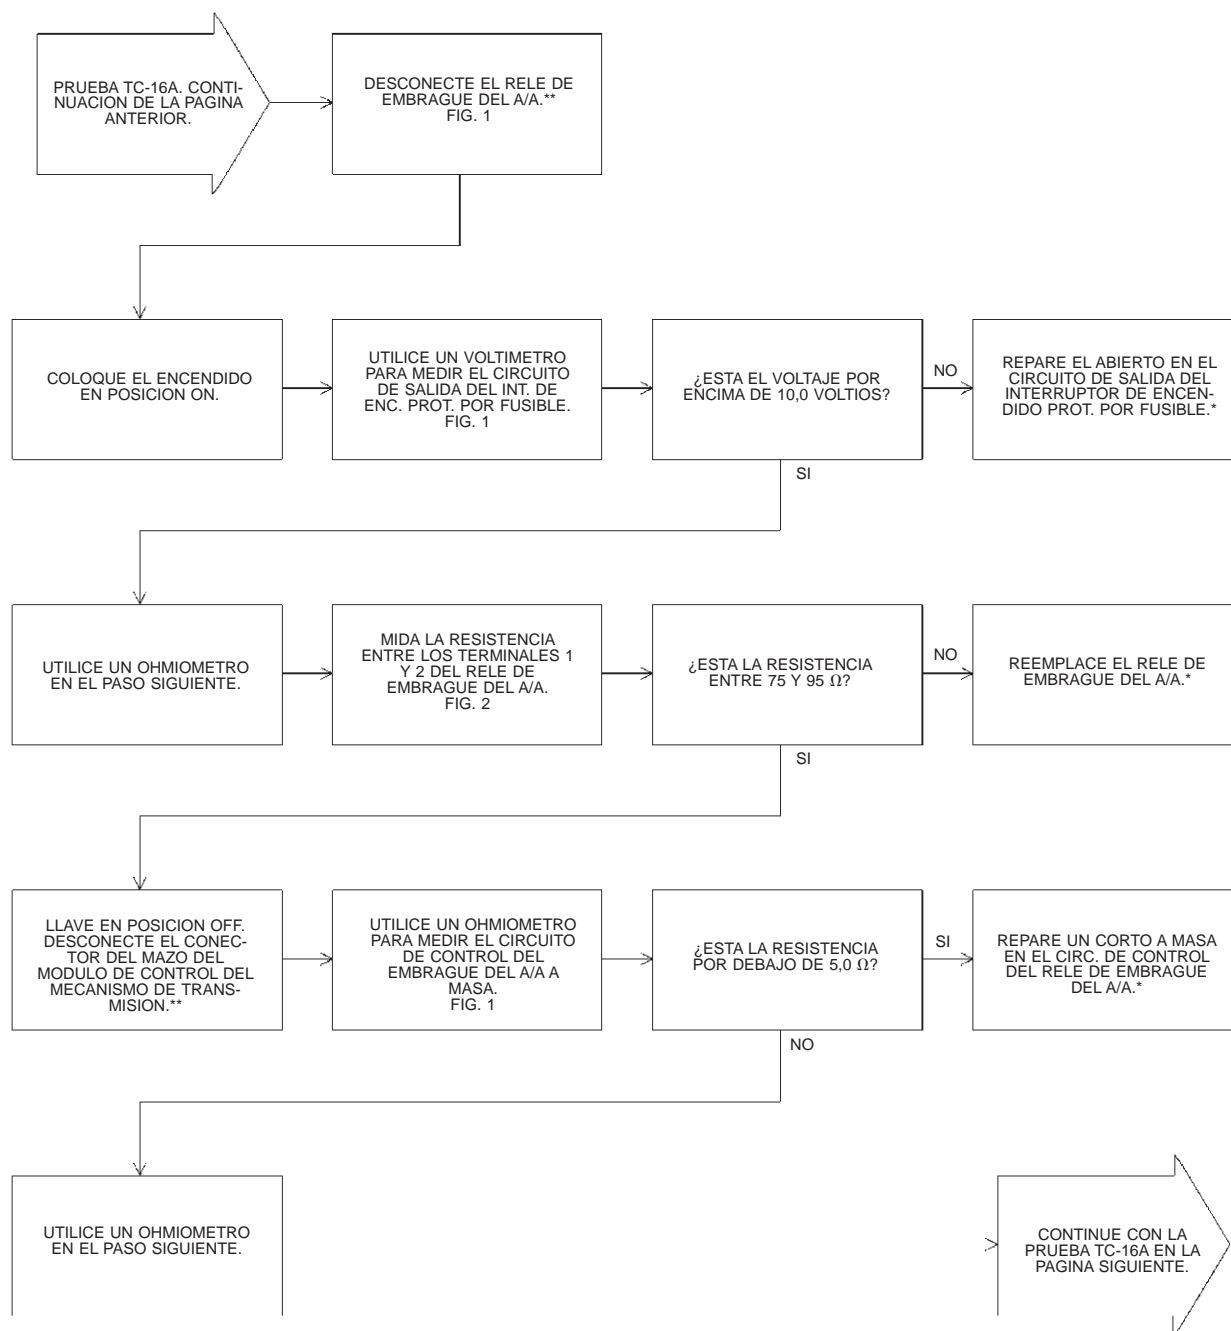 PRUEBA TC-16A. CONTI-
NUACION DE LA PAGINA
ANTERIOR.
DESCONECTE EL RELE DE
EMBRAGUE DEL A/A.**
FIG. 1
COLOQUE EL ENCENDIDO
EN POSICION ON.
UTILICE UN VOLTIMETRO
PARA MEDIR EL CIRCUITO
DE SALIDA DEL INT. DE
ENC. PROT. POR FUSIBLE.
FIG. 1
¿ESTA EL VOLTAJE POR
ENCIMA DE 10,0 VOLTIOS?
NO
REPARE EL ABIERTO EN EL
CIRCUITO DE SALIDA DEL
INTERRUPTOR DE ENCEN-
DIDO PROT. POR FUSIBLE.*
SI
UTILICE UN OHMIOMETRO
EN EL PASO SIGUIENTE.
MIDA LA RESISTENCIA
ENTRE LOS TERMINALES 1
Y 2 DEL RELE DE
EMBRAGUE DEL A/A.
FIG. 2
¿ESTA LA RESISTENCIA
ENTRE 75 Y 95 Ω?
NO
REEMPLACE EL RELE DE
EMBRAGUE DEL A/A.*
SI
LLAVE EN POSICION OFF.
DESCONECTE EL CONEC-
TOR DEL MAZO DEL
MODULO DE CONTROL DEL
MECANISMO DE TRANS-
MISION.**
UTILICE UN OHMIOMETRO
PARA MEDIR EL CIRCUITO
DE CONTROL DEL
EMBRAGUE DEL A/A A
MASA.
FIG. 1
¿ESTA LA RESISTENCIA
POR DEBAJO DE 5,0 Ω?
SI
REPARE UN CORTO A MASA
EN EL CIRC. DE CONTROL
DEL RELE DE EMBRAGUE
DEL A/A.*
NO
UTILICE UN OHMIOMETRO
EN EL PASO SIGUIENTE.
CONTINUE CON LA
PRUEBA TC-16A EN LA
PAGINA SIGUIENTE.